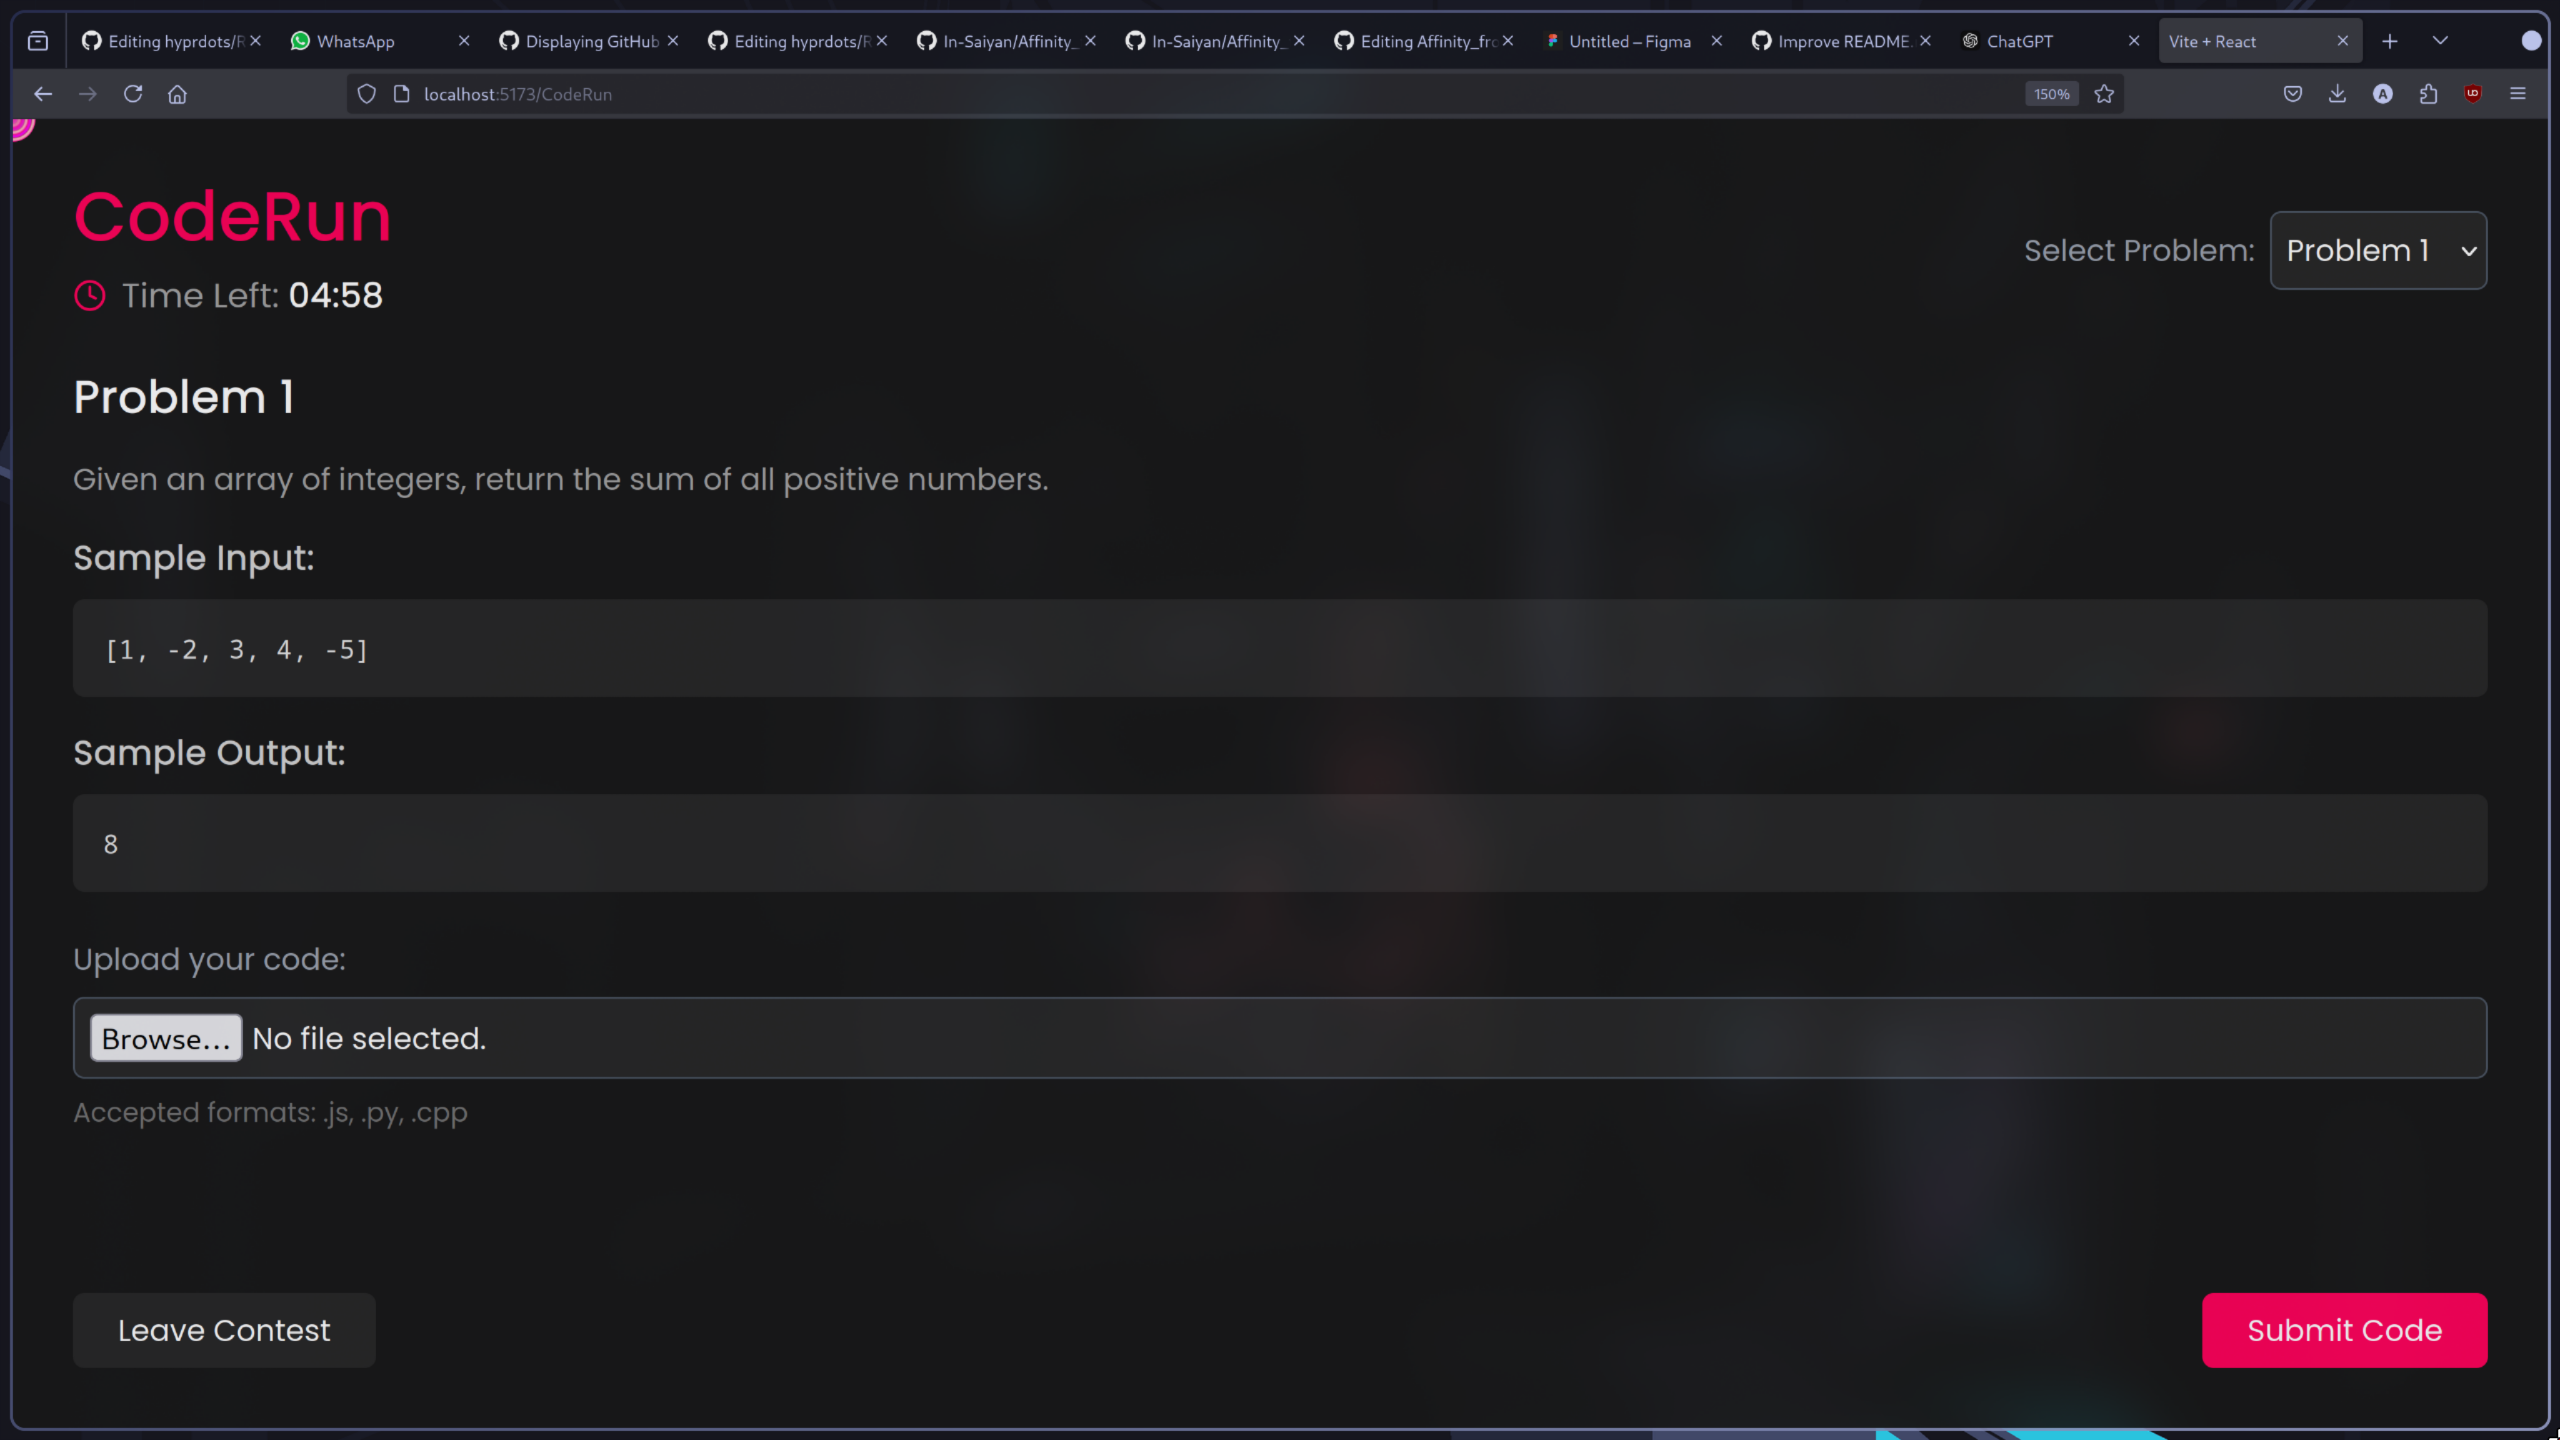 Editing hyprdots/R
WhatsApp
Displaying GitHub
Editing hyprdots/R
In-Saiyan/Affinity_
In-Saiyan/Affinity_
Editing Affinity_fro
Untitled – Figma
Improve README.
ChatGPT
Vite + React
localhost:5173/CodeRun
150%
A
CodeRun
Time Left: 04:58
Select Problem:
Problem 1
Problem 1
Given an array of integers, return the sum of all positive numbers.
Sample Input:
[1, -2, 3, 4, -5]
Sample Output:
8
Upload your code:
Browse... No file selected.
Accepted formats: .js, .py, .cpp
Leave Contest
Submit Code